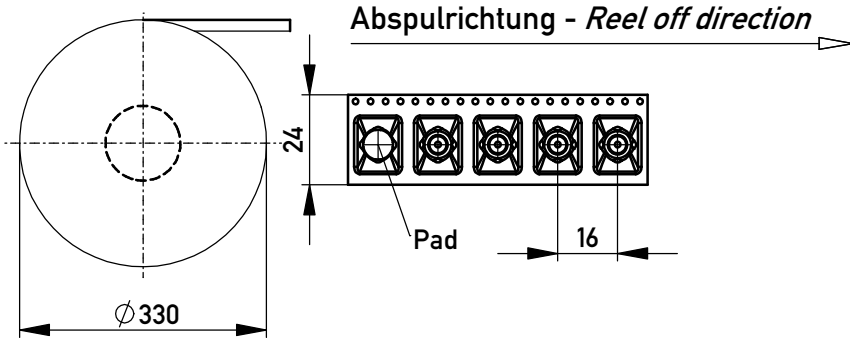 Abspulrichtung - Reel off direction
24
Pad
16
Ø 330